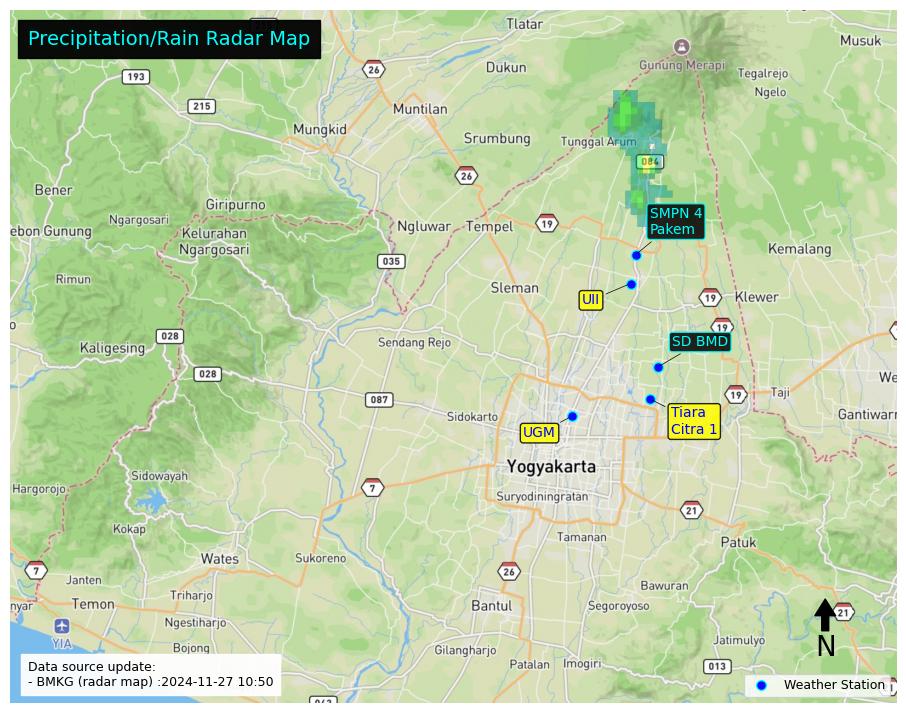 Precipitation/Rain Radar Map
Tlatar
Musuk
26
Dukun
Gunung Merapi
193
Tegalrejo
Ngelo
215
Muntilan
Mungkid
Srumbung
Tunggal Arum
084
26
Bener
Giripurno
SMPN 4
Pakem
Ngargosari
Ngluwar
Tempel
19
ebon Gunung
Kelurahan
Ngargosari
Kemalang
035
Rimun
Sleman
UII
19
Klewer
19
028
Kaligesing
Sendang Rejo
SD BMD
028
We
Taji
19
087
Gantiwarn
Sidokarto
Tiara
Citra 1
UGM
Yogyakarta
Sidowayah
Hargorojo
7
Suryodiningratan
21
Kokap
Tamanan
Patuk
Wates
Sukoreno
7
26
Janten
Bawuran
Triharjo
nyar
Temon
Bantul
Segoroyoso
21
Ngestiharjo
YIA
Jatimulyo
N
Bojong
Gilangharjo
Patalan
Imogiri
013
Data source update:
- BMKG (radar map) :2024-11-27 10:50
Weather Station